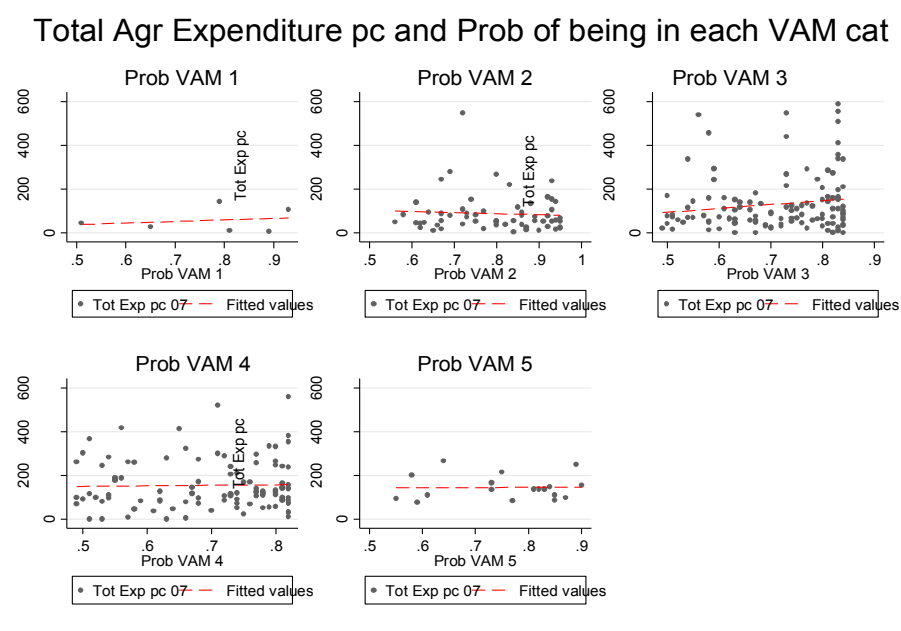 Total Agr Expenditure pc and Prob of being in each VAM cat
Prob VAM 1
600
400
200
0
Tot Exp pc
.5 .6 .7 .8 .9
Prob VAM 1
Tot Exp pc 07 Fitted values
Prob VAM 2
600
400
200
0
Tot Exp pc
.5 .6 .7 .8 .9 1
Prob VAM 2
Tot Exp pc 07 Fitted values
Prob VAM 3
600
400
200
0
.5 .6 .7 .8 .9
Prob VAM 3
Tot Exp pc 07 Fitted values
Prob VAM 4
600
400
200
0
Tot Exp pc
.5 .6 .7 .8
Prob VAM 4
Tot Exp pc 07 Fitted values
Prob VAM 5
600
400
200
0
.5 .6 .7 .8 .9
Prob VAM 5
Tot Exp pc 07 Fitted values